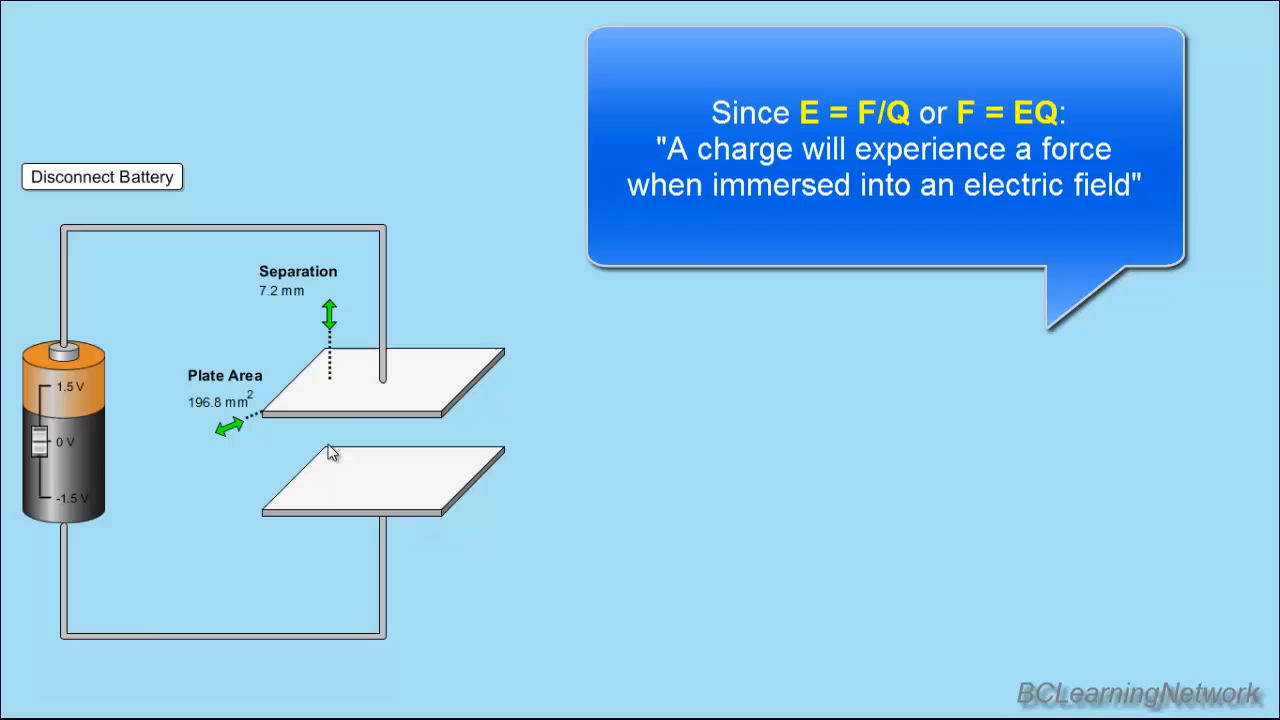 Since E = F/Q or F = EQ:
"A charge will experience a force
when immersed into an electric field"
Disconnect Battery
Separation
7.2 mm
Plate Area
196.8 mm²
1.5 V
0 V
-1.5 V
BCLearningNetwork